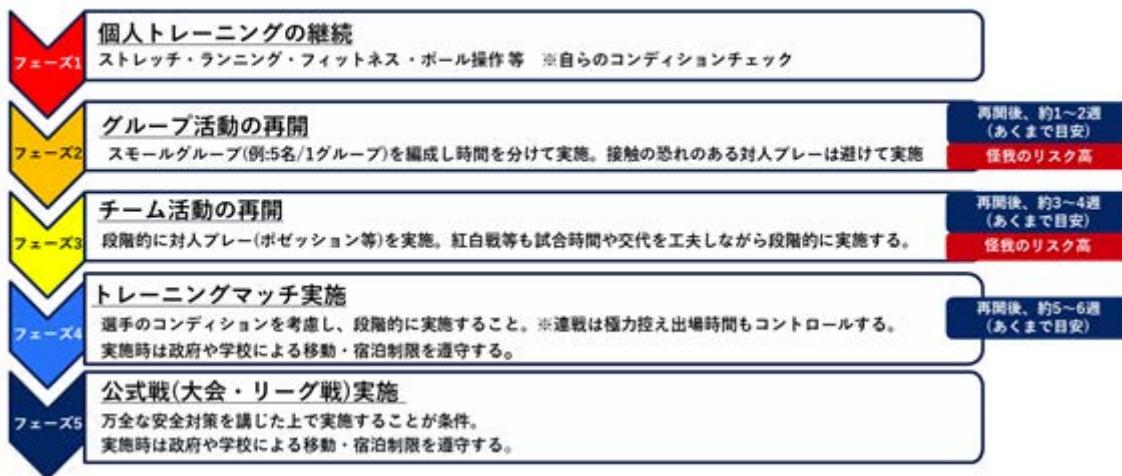 フェーズ1
個人トレーニングの継続
ストレッチ・ランニング・フィットネス・ボール操作 等　※自らのコンディションチェック
フェーズ2
グループ活動の再開
スモールグループ(例:5名/1グループ)を編成し時間を分けて実施。接触の恐れのある対人プレーは避けて実施
再開後、約1～2週
(あくまで目安)
怪我のリスク高
フェーズ3
チーム活動の再開
段階的に対人プレー(ポゼッション等)を実施。紅白戦等も試合時間や交代を工夫しながら段階的に実施する。
再開後、約3～4週
(あくまで目安)
怪我のリスク高
フェーズ4
トレーニングマッチ実施
選手のコンディションを考慮し、段階的に実施すること。※連戦は極力控え出場時間もコントロールする。
実施時は政府や学校による移動・宿泊制限を遵守する。
再開後、約5～6週
(あくまで目安)
フェーズ5
公式戦(大会・リーグ戦)実施
万全な安全対策を講じた上で実施することが条件。
実施時は政府や学校による移動・宿泊制限を遵守する。